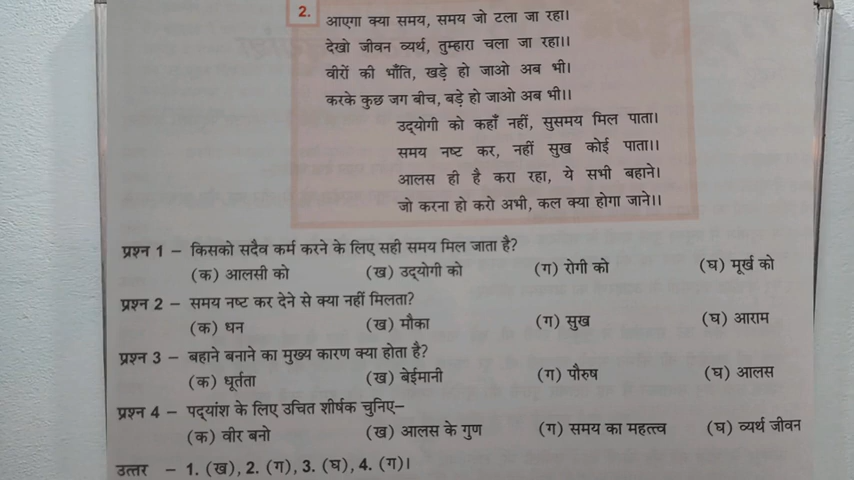 2.
आएगा क्या समय, समय जो टला जा रहा।
देखो जीवन व्यर्थ, तुम्हारा चला जा रहा।।
वीरों की भाँति, खड़े हो जाओ अब भी।
करके कुछ जग बीच, बड़े हो जाओ अब भी।।
उद्‌योगी को कहाँ नहीं, सुसमय मिल पाता।
समय नष्ट कर, नहीं सुख कोई पाता।।
आलस ही है करा रहा, ये सभी बहाने।
जो करना हो करो अभी, कल क्या होगा जाने।।
प्रश्न 1 – किसको सदैव कर्म करने के लिए सही समय मिल जाता है?
(क) आलसी को (ख) उद्‌योगी को (ग) रोगी को (घ) मूर्ख को
प्रश्न 2 – समय नष्ट कर देने से क्या नहीं मिलता?
(क) धन (ख) मौका (ग) सुख (घ) आराम
प्रश्न 3 – बहाने बनाने का मुख्य कारण क्या होता है?
(क) धूर्तता (ख) बेईमानी (ग) पौरुष (घ) आलस
प्रश्न 4 – पद्‌यांश के लिए उचित शीर्षक चुनिए–
(क) वीर बनो (ख) आलस के गुण (ग) समय का महत्त्व (घ) व्यर्थ जीवन
उत्तर – 1. (ख), 2. (ग), 3. (घ), 4. (ग)।